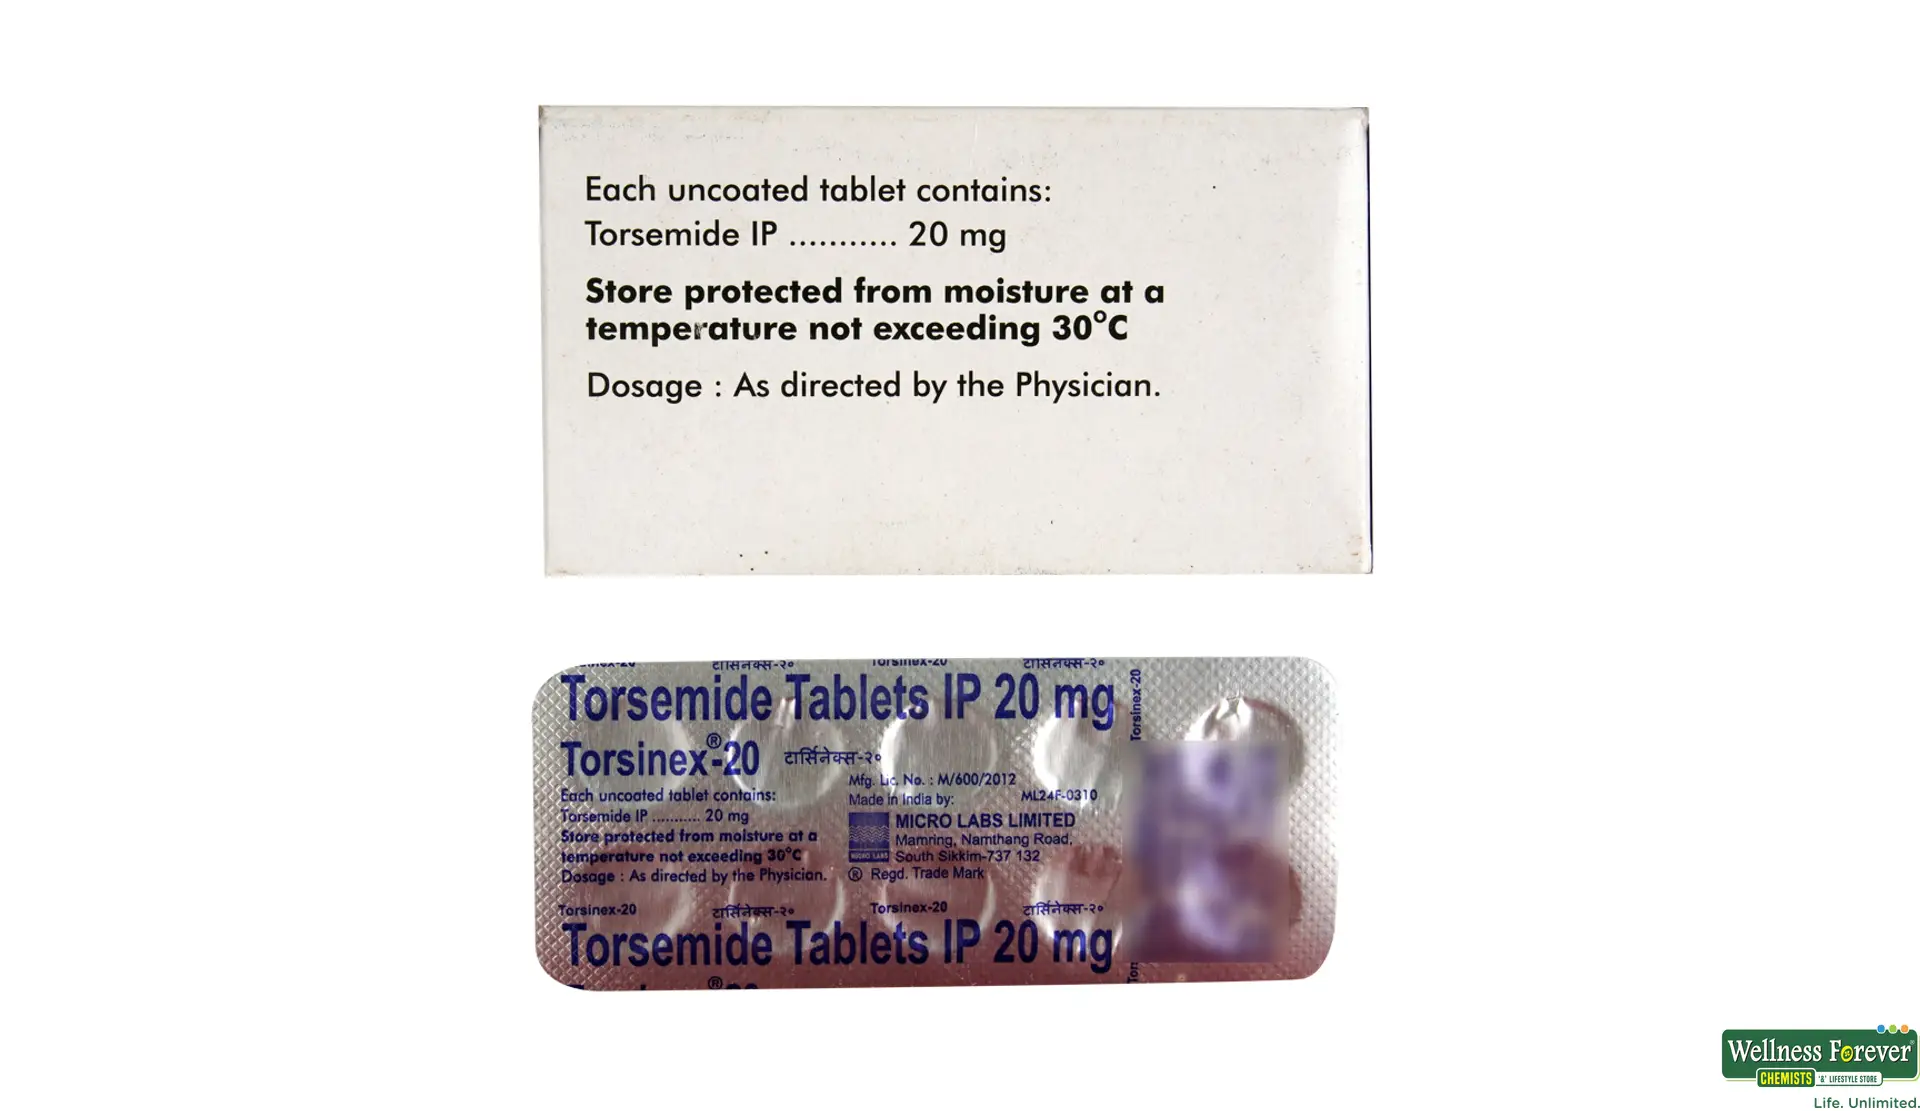 Each uncoated tablet contains:
Torsemide IP ........... 20 mg
Store protected from moisture at a
temperature not exceeding 30°C
Dosage : As directed by the Physician.
टार्सिनेक्स-२० Torsinex-20 टार्सिनेक्स-२०
Torsemide Tablets IP 20 mg
Torsinex®-20 टार्सिनेक्स-२०
Each uncoated tablet contains:
Torsemide IP ........... 20 mg
Store protected from moisture at a
temperature not exceeding 30°C
Dosage : As directed by the Physician.
Mfg. Lic. No. : M/600/2012
Made in India by: ML24F-0310
MICRO LABS
MICRO LABS LIMITED
Mamring, Namthang Road,
South Sikkim-737 132
® Regd. Trade Mark
Torsinex-20 टार्सिनेक्स-२० Torsinex-20 टार्सिनेक्स-२०
Torsemide Tablets IP 20 mg
Torsinex-20
Wellness Forever
CHEMISTS '&' LIFESTYLE STORE
Life. Unlimited.